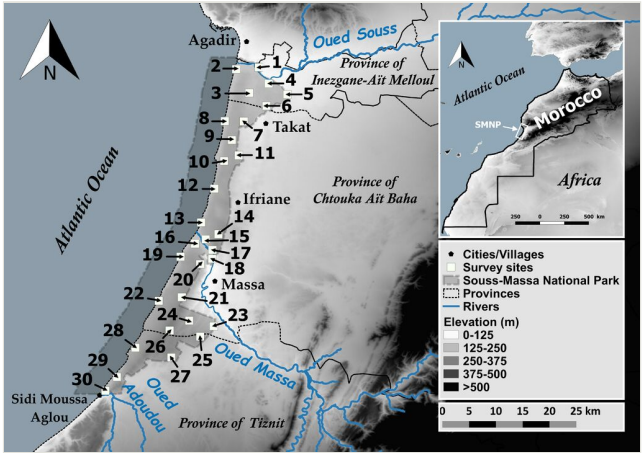 Agadir
Oued Souss
N
Province of
Inezgane-Aït Melloul
1
2
3
4
5
6
7
Takat
8
9
10
11
12
Ifriane
Province of
Chtouka Aït Baha
Atlantic Ocean
13
14
15
16
17
18
19
20
Massa
21
22
23
24
25
26
27
28
29
30
Oued Massa
Oued
Adoudou
Sidi Moussa
Aglou
Province of Tiznit
N
Atlantic Ocean
SMNP
Morocco
Africa
250 0 250 500 km
Cities/Villages
Survey sites
Souss-Massa National Park
Provinces
Rivers
Elevation (m)
0-125
125-250
250-375
375-500
>500
0 5 10 15 20 25 km